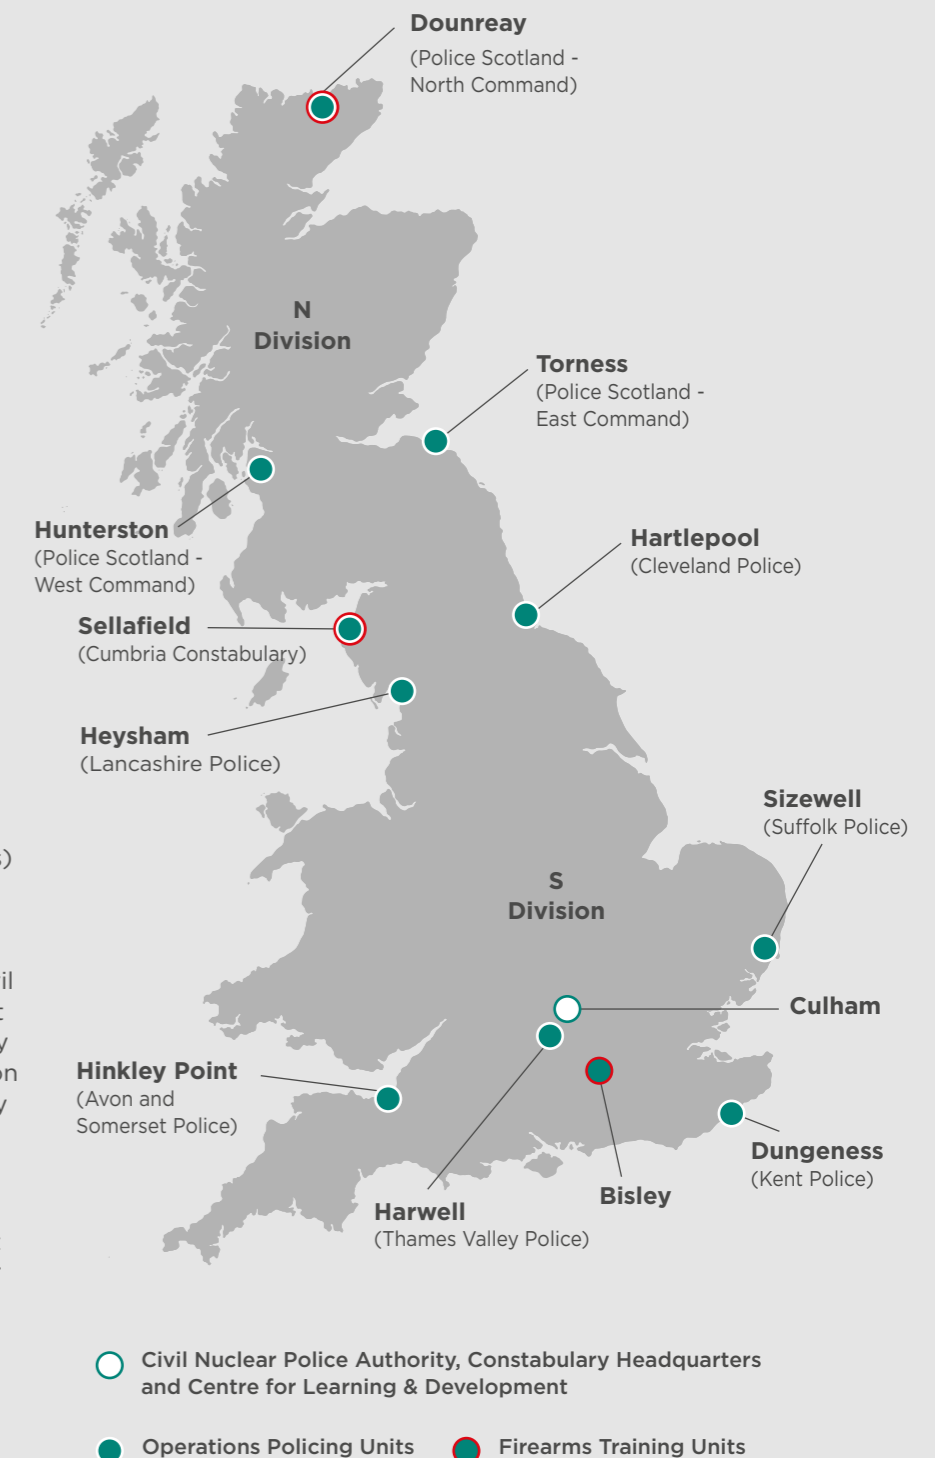 Dounreay
(Police Scotland -
North Command)
N
Division
Torness
(Police Scotland -
East Command)
Hunterston
(Police Scotland -
West Command)
Hartlepool
(Cleveland Police)
Sellafield
(Cumbria Constabulary)
Heysham
(Lancashire Police)
Sizewell
(Suffolk Police)
S
Division
Culham
Hinkley Point
(Avon and
Somerset Police)
Dungeness
(Kent Police)
Bisley
Harwell
(Thames Valley Police)
Civil Nuclear Police Authority, Constabulary Headquarters
and Centre for Learning & Development
Operations Policing Units
Firearms Training Units